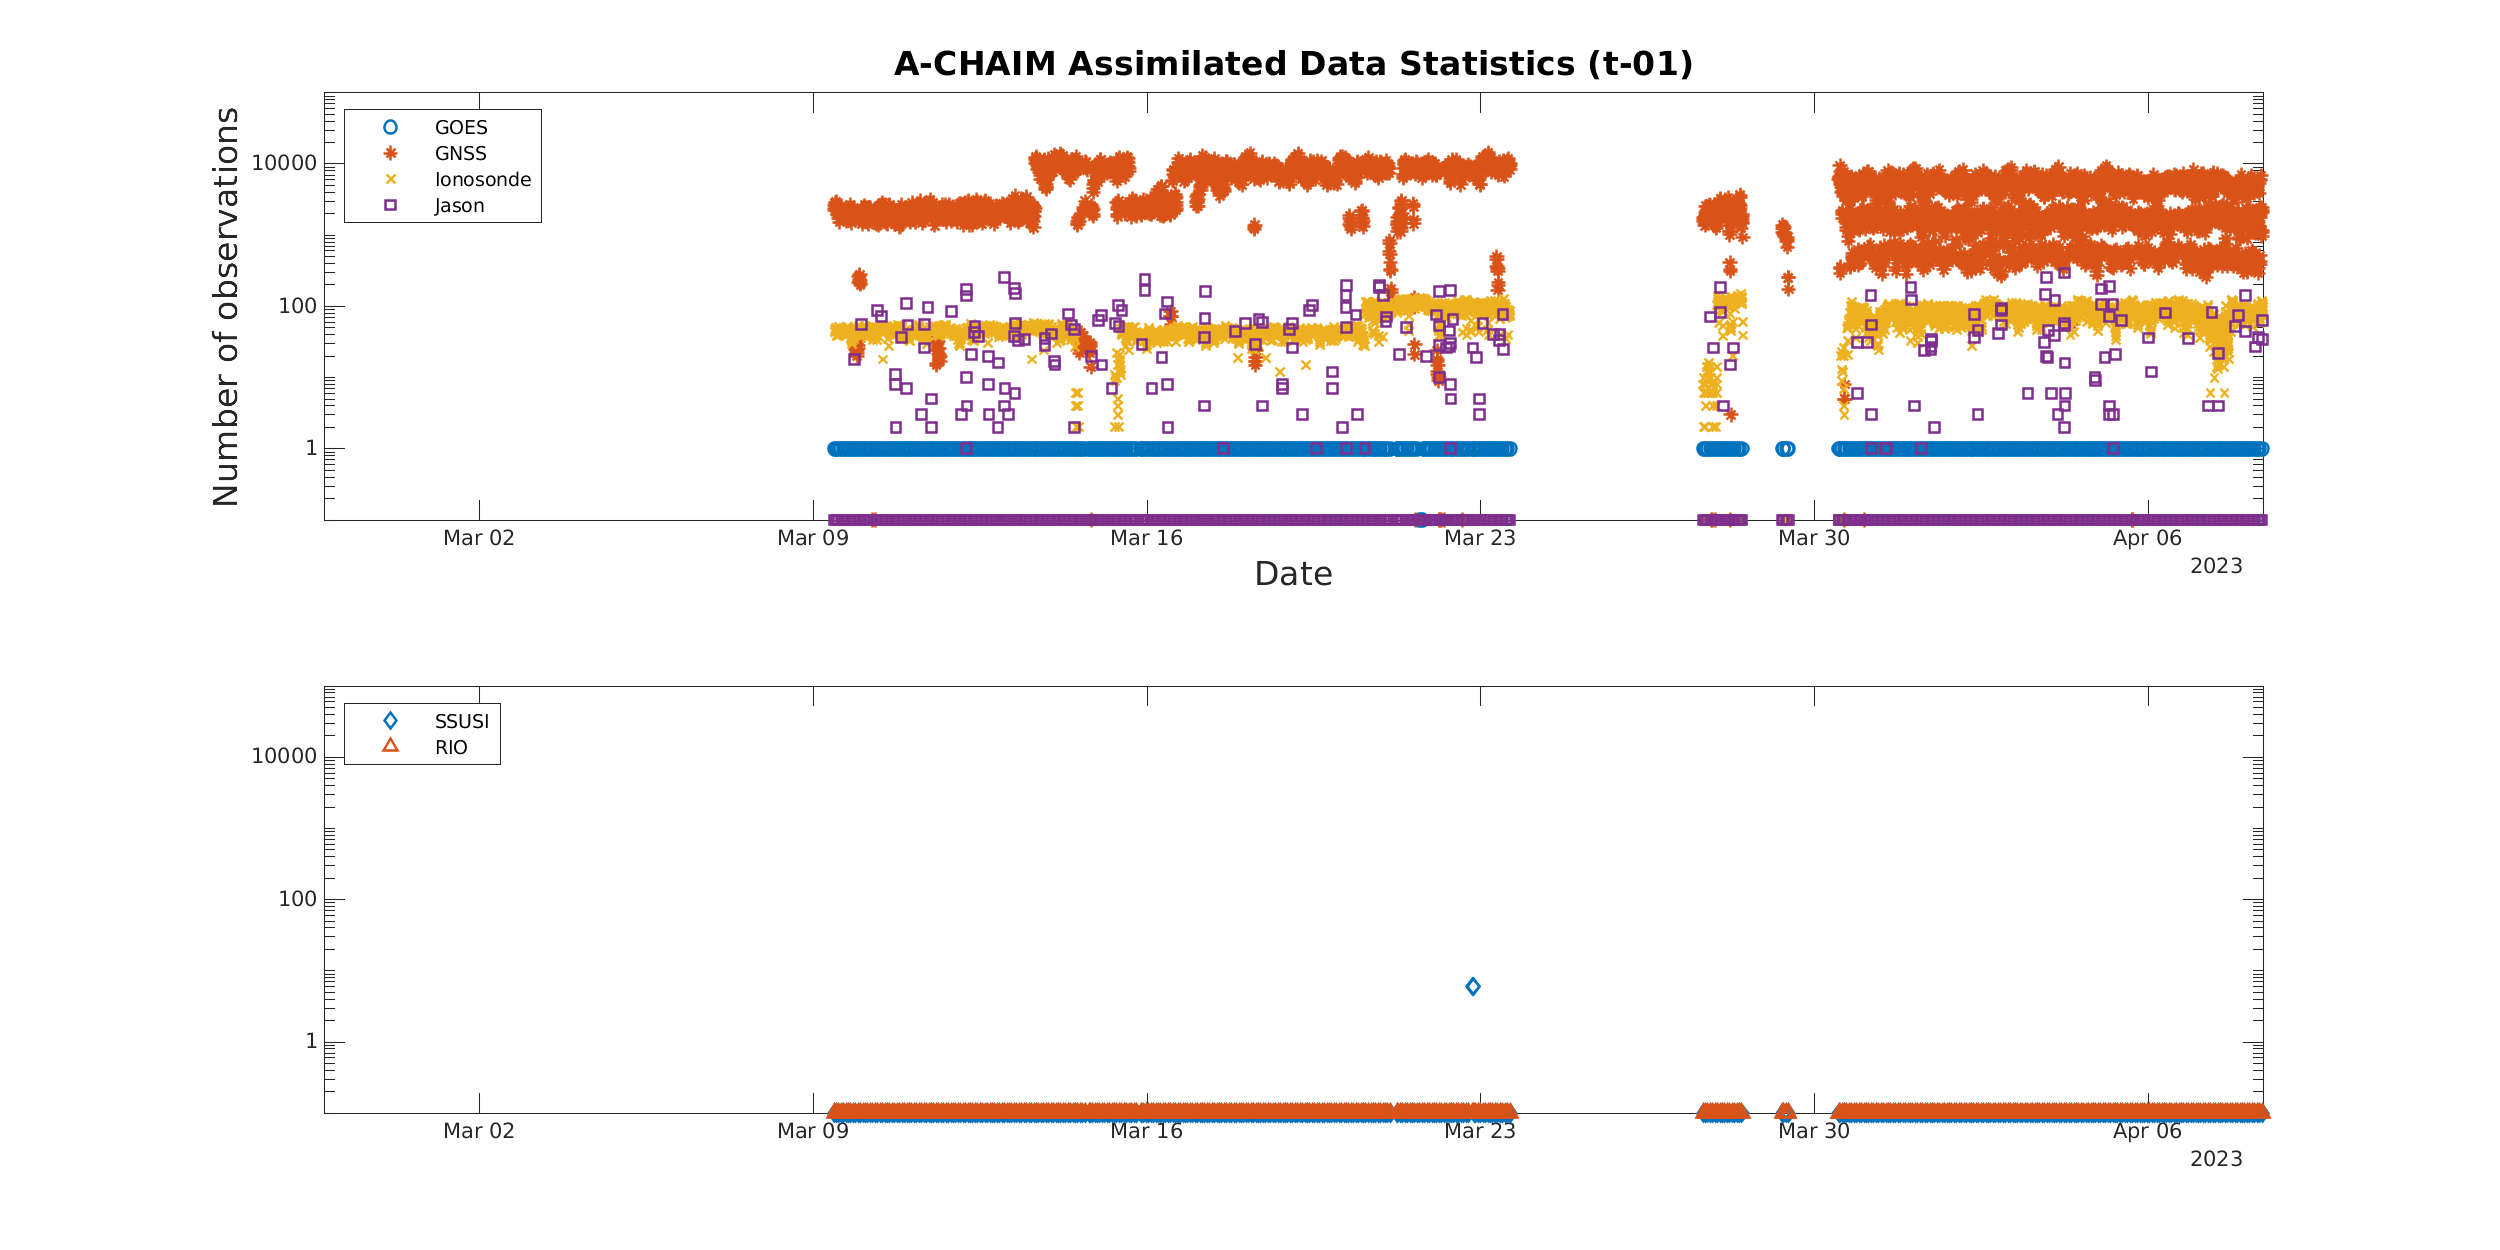 A-CHAIM Assimilated Data Statistics (t-01)
Number of observations
GOES
GNSS
Ionosonde
Jason
10000
100
1
Mar 02 Mar 09 Mar 16 Mar 23 Mar 30 Apr 06
2023
Date
SSUSI
RIO
10000
100
1
Mar 02 Mar 09 Mar 16 Mar 23 Mar 30 Apr 06
2023